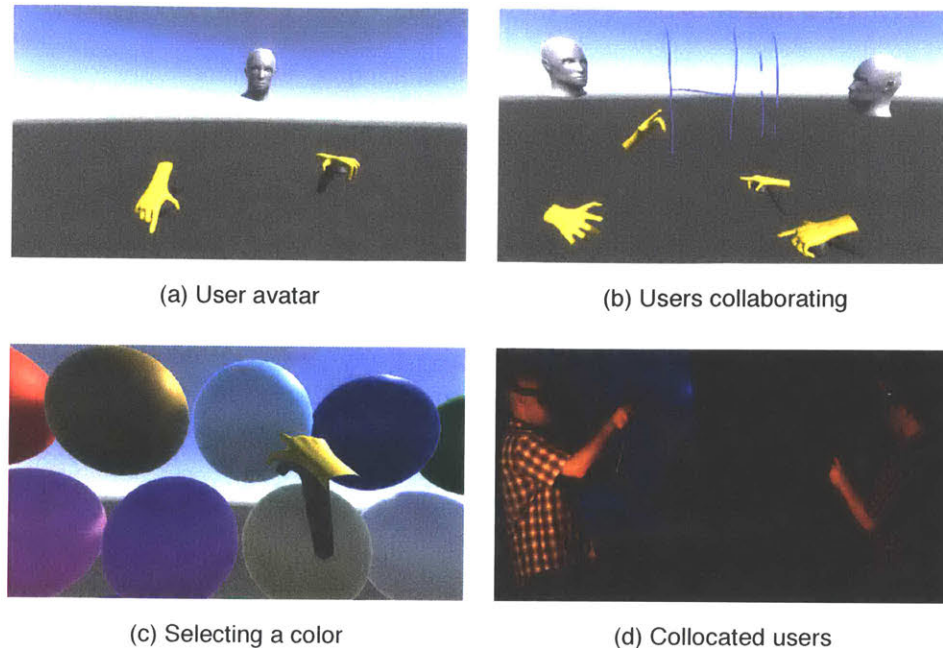 (a) User avatar
(b) Users collaborating
(c) Selecting a color
(d) Collocated users